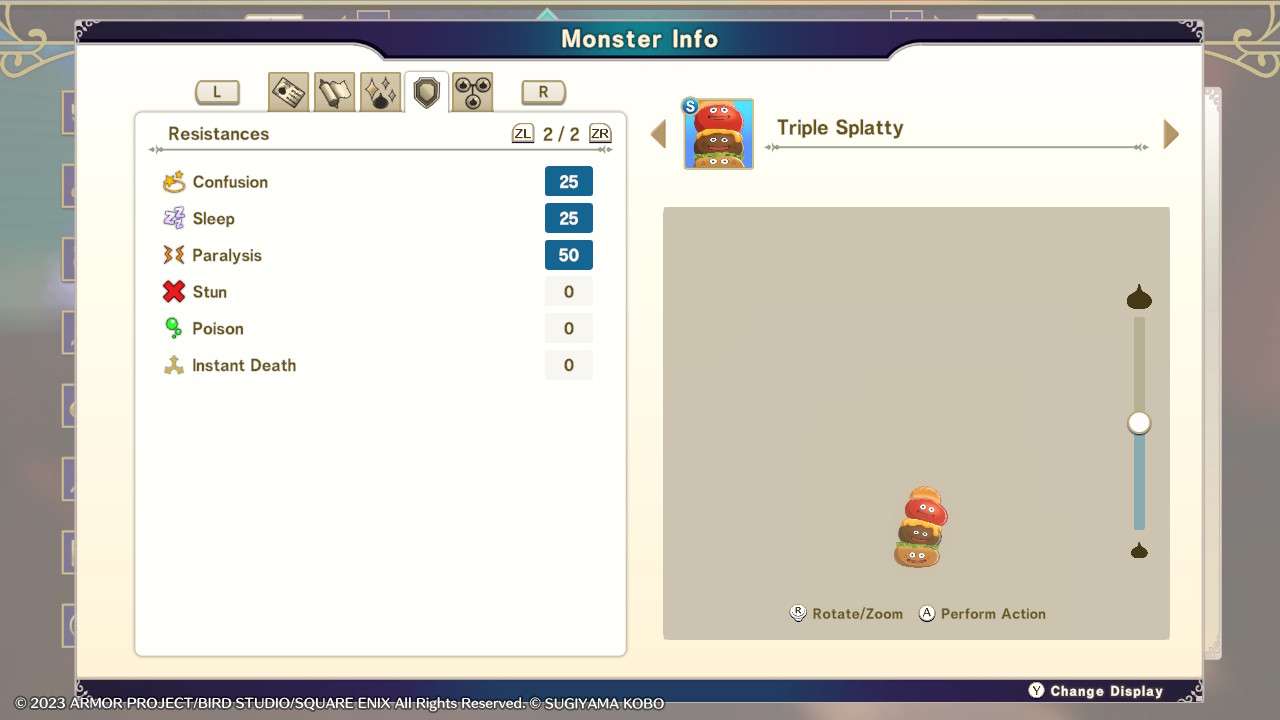 Monster Info
L
R
Resistances
ZL 2 / 2 ZR
Confusion 25
Sleep 25
Paralysis 50
Stun 0
Poison 0
Instant Death 0
S
Triple Splatty
R Rotate/Zoom A Perform Action
Y Change Display
© 2023 ARMOR PROJECT/BIRD STUDIO/SQUARE ENIX All Rights Reserved. © SUGIYAMA KOBO